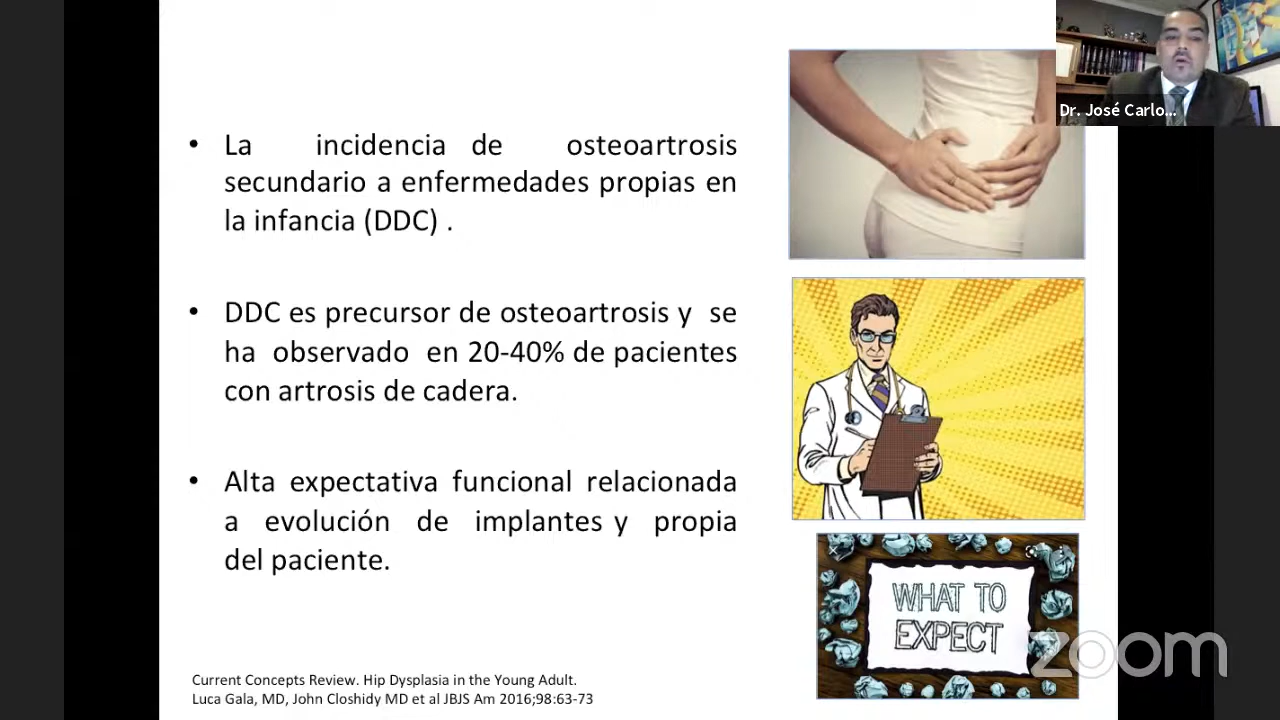 Dr. José Carlo...
• La incidencia de osteoartrosis
secundario a enfermedades propias en
la infancia (DDC) .
• DDC es precursor de osteoartrosis y se
ha observado en 20-40% de pacientes
con artrosis de cadera.
• Alta expectativa funcional relacionada
a evolución de implantes y propia
del paciente.
WHAT TO
EXPECT
zoom
Current Concepts Review. Hip Dysplasia in the Young Adult.
Luca Gala, MD, John Closhidy MD et al JBJS Am 2016;98:63-73